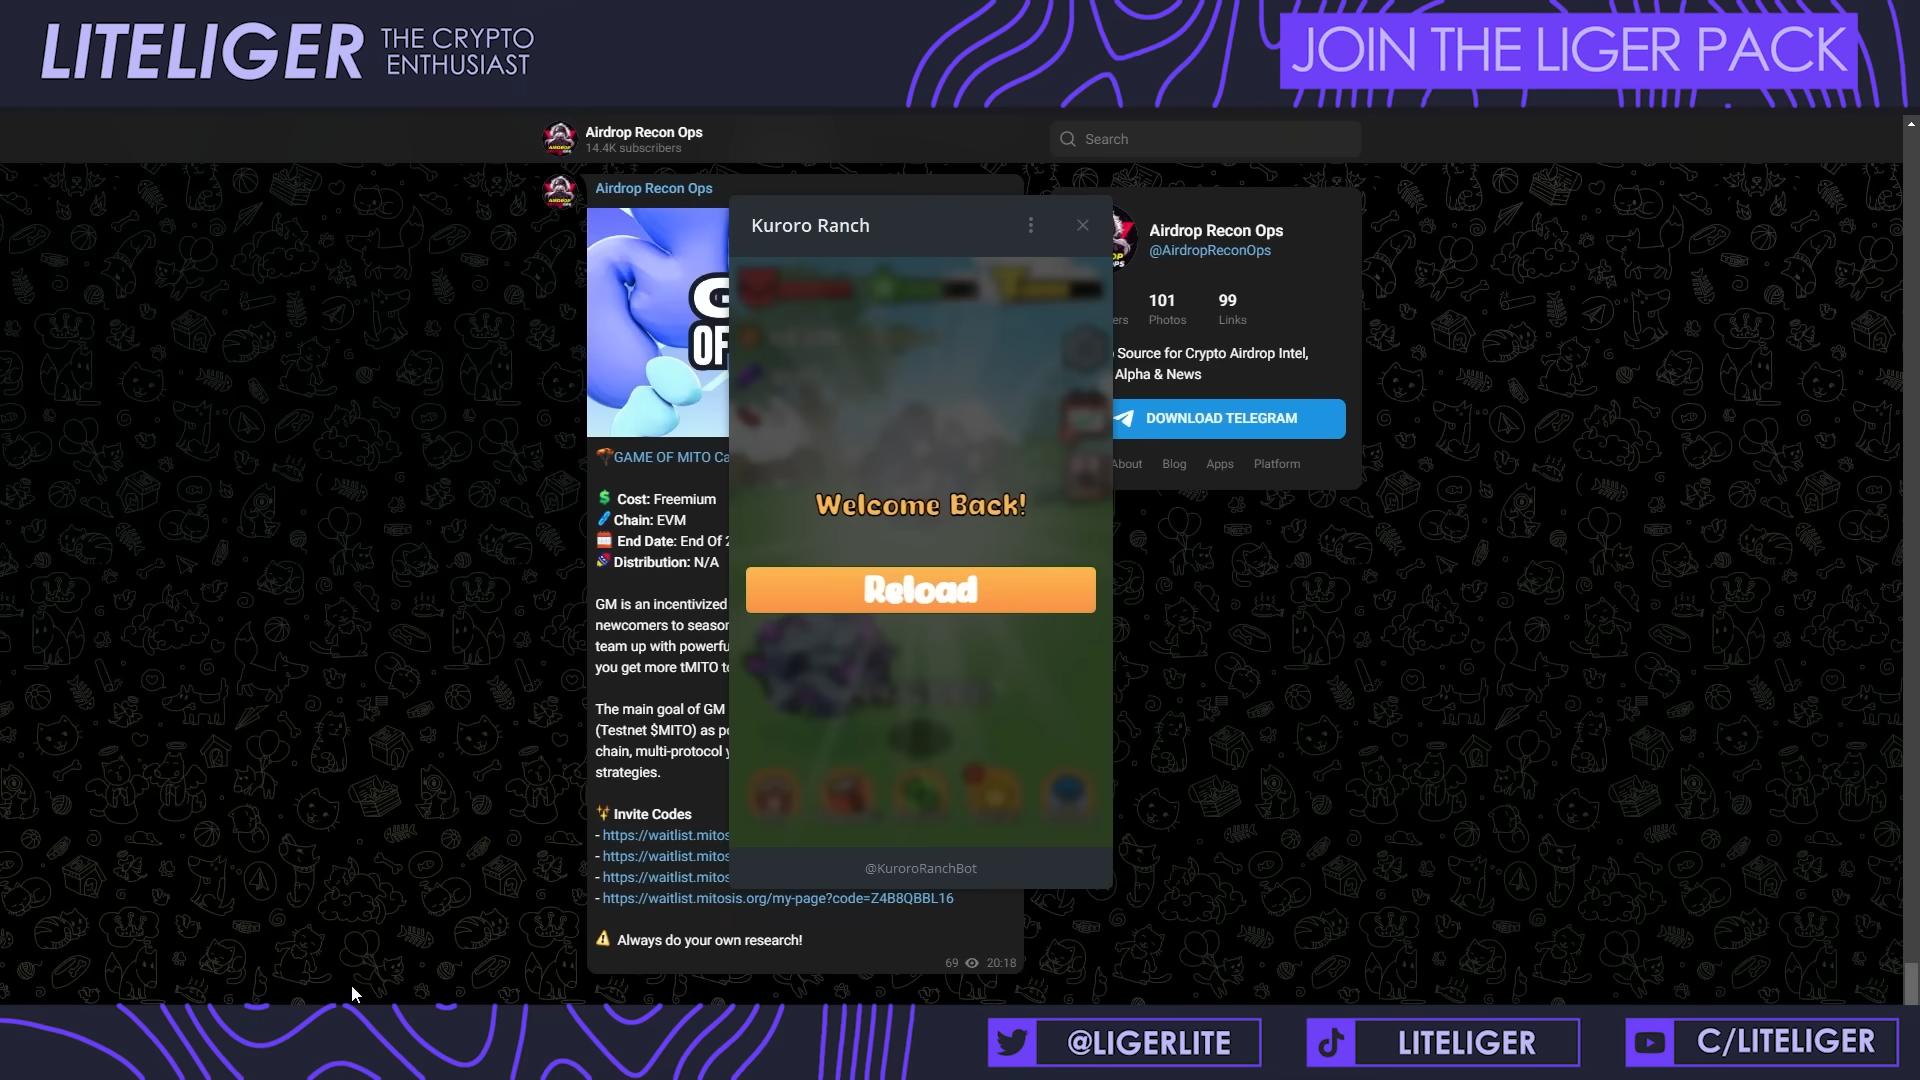 LITELIGER
THE CRYPTO
ENTHUSIAST
JOIN THE LIGER PACK
Airdrop Recon Ops
14.4K subscribers
Search
Airdrop Recon Ops
Kuroro Ranch
Airdrop Recon Ops
@AirdropReconOps
101
99
Photos
Links
Source for Crypto Airdrop Intel,
Alpha & News
DOWNLOAD TELEGRAM
About
Blog
Apps
Platform
GAME OF MITO
Cost: Freemium
Chain: EVM
End Date: End Of
Distribution: N/A
GM is an incentivized
newcomers to
team up with
you get more tMITO
The main goal of GM
(Testnet $MITO) as
chain, multi-protocol
strategies.
Invite Codes
- https://waitlist.mitos
- https://waitlist.mitos
- https://waitlist.mitos
- https://waitlist.mitosis.org/my-page?code=Z4B8QBBL16
Always do your own research!
69
20:18
Welcome Back!
Reload
@KuroroRanchBot
@LIGERLITE
LITELIGER
C/LITELIGER